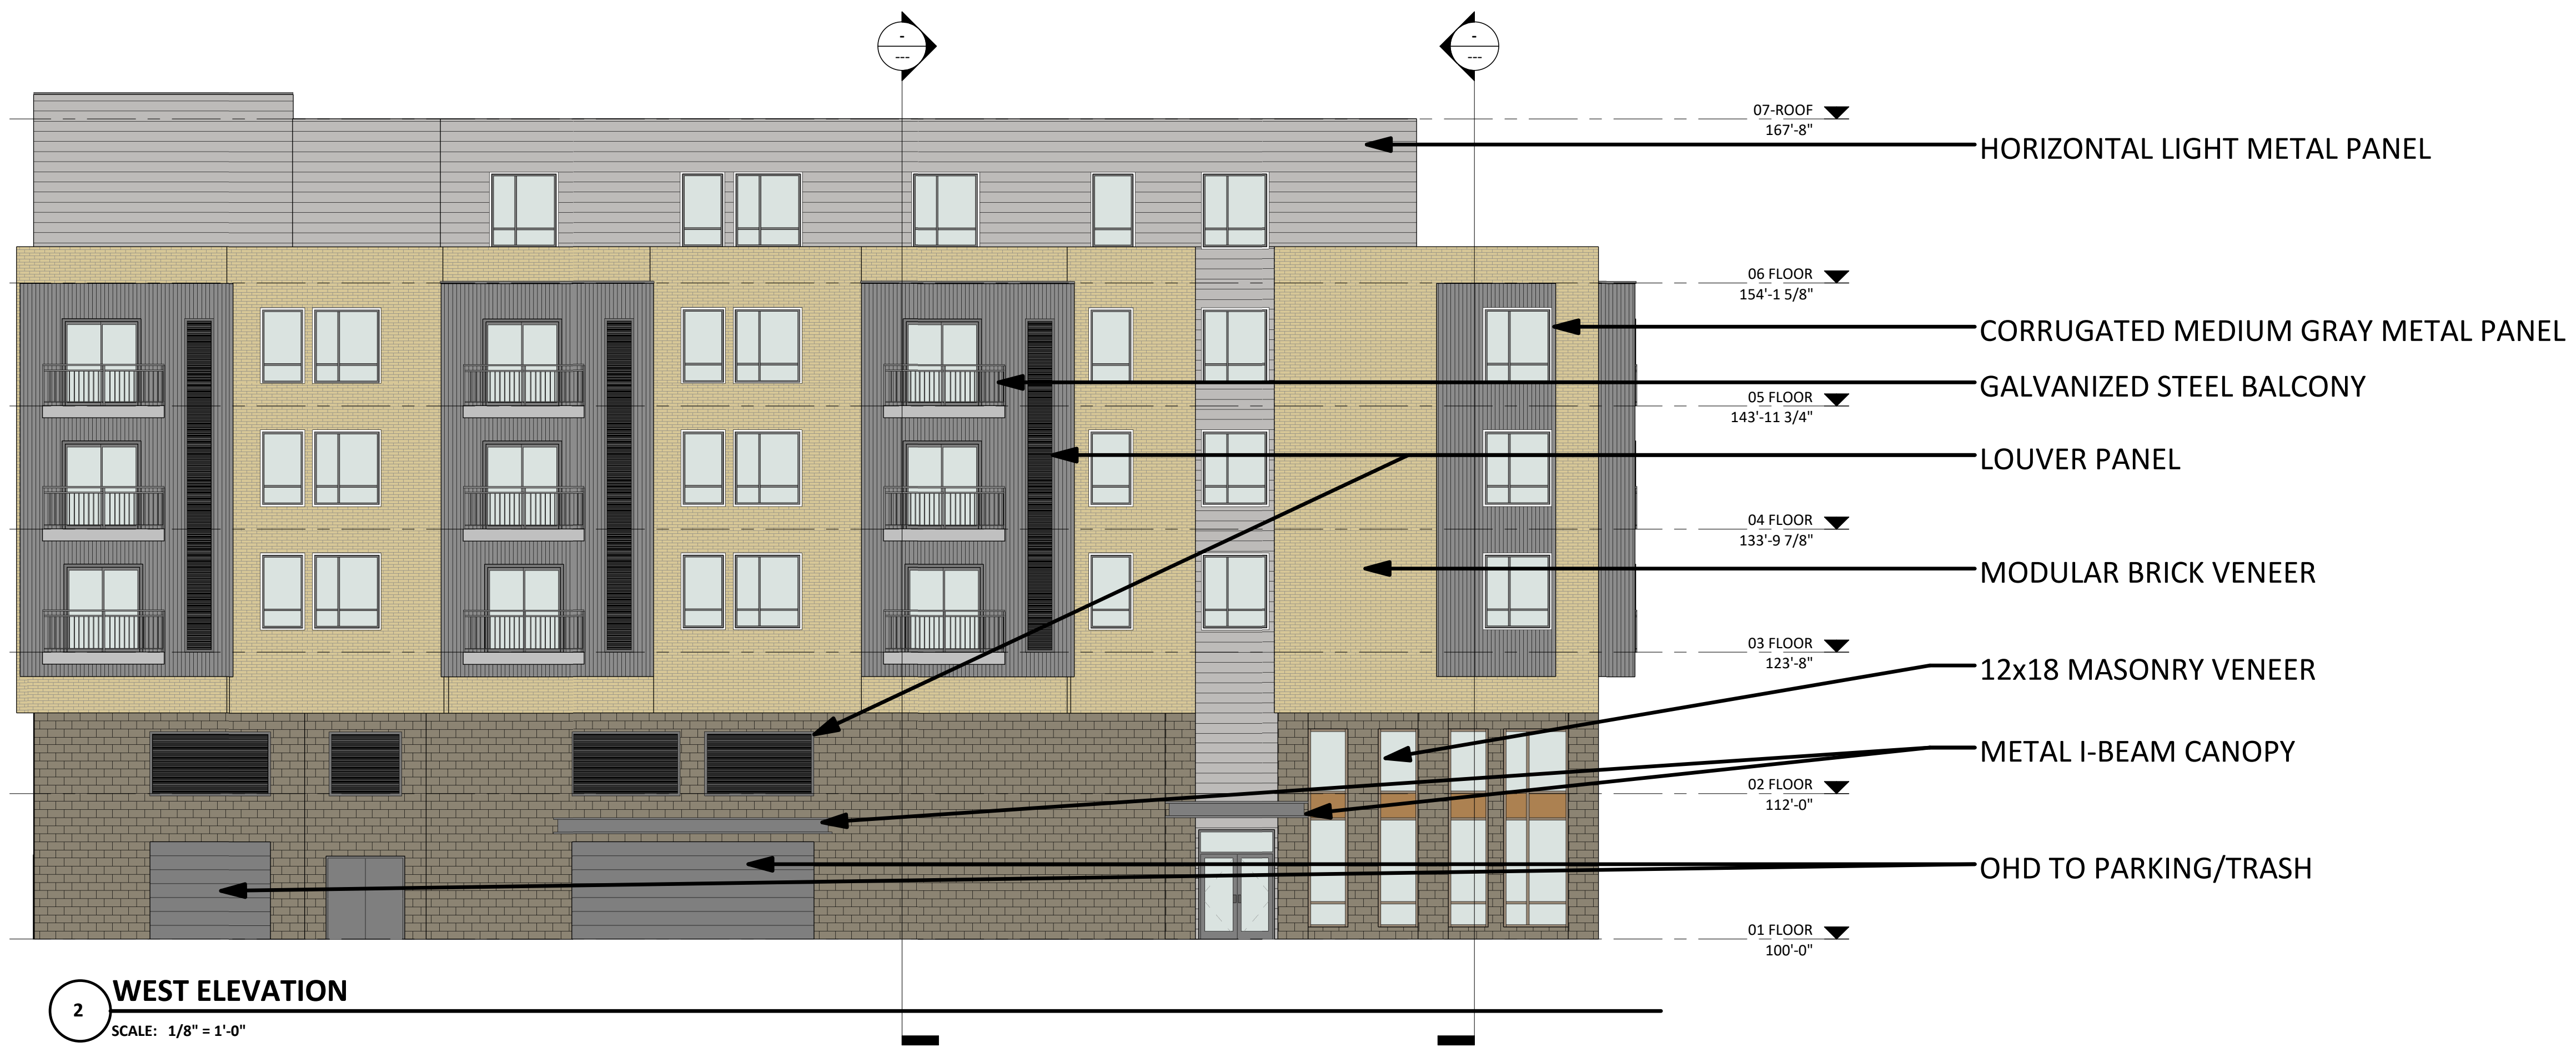 -
---
-
---
07-ROOF
167'-8"
HORIZONTAL LIGHT METAL PANEL
06 FLOOR
154'-1 5/8"
CORRUGATED MEDIUM GRAY METAL PANEL
GALVANIZED STEEL BALCONY
05 FLOOR
143'-11 3/4"
LOUVER PANEL
04 FLOOR
133'-9 7/8"
MODULAR BRICK VENEER
03 FLOOR
123'-8"
12x18 MASONRY VENEER
METAL I-BEAM CANOPY
02 FLOOR
112'-0"
OHD TO PARKING/TRASH
01 FLOOR
100'-0"
2
WEST ELEVATION
SCALE: 1/8" = 1'-0"